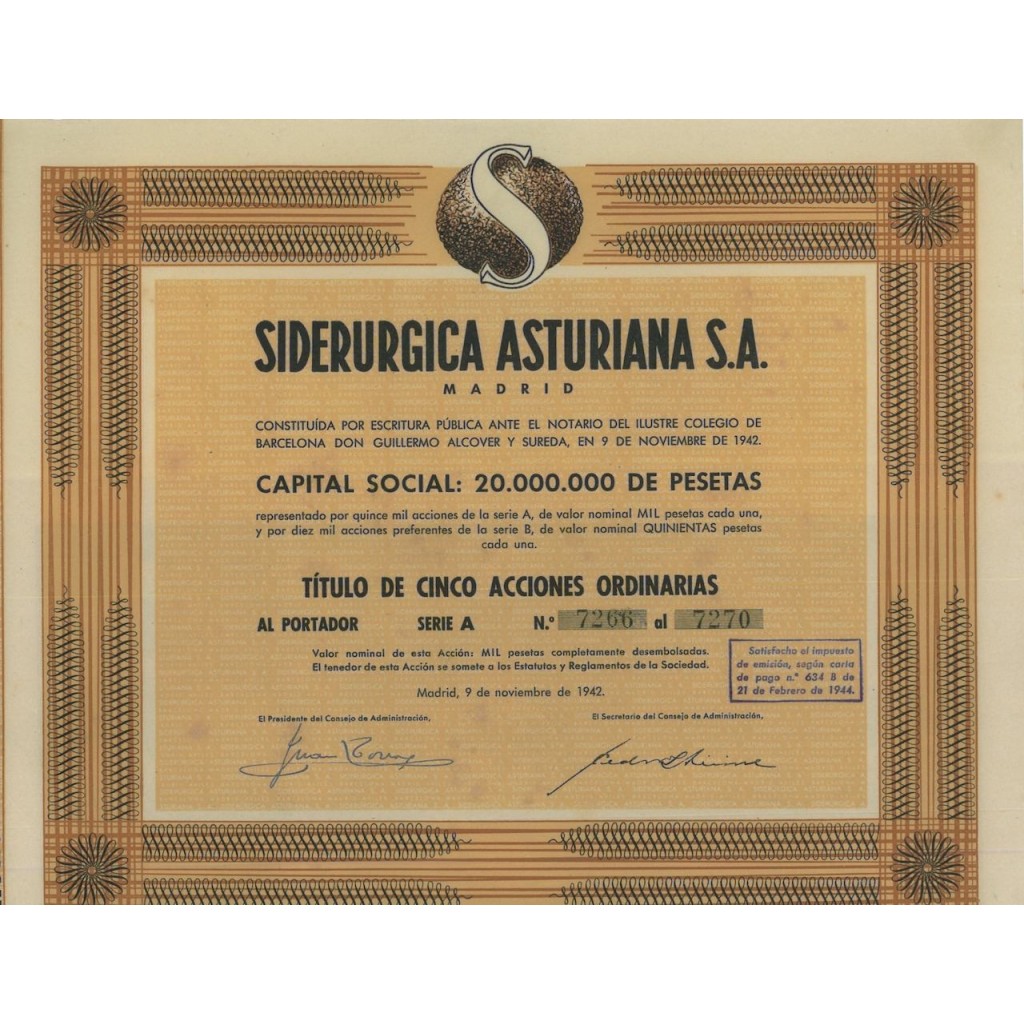 S
SIDERURGICA ASTURIANA S.A.
MADRID
CONSTITUÍDA POR ESCRITURA PÚBLICA ANTE EL NOTARIO DEL ILUSTRE COLEGIO DE
BARCELONA DON GUILLERMO ALCOVER Y SUREDA, EN 9 DE NOVIEMBRE DE 1942.
CAPITAL SOCIAL: 20.000.000 DE PESETAS
representado por quince mil acciones de la serie A, de valor nominal MIL pesetas cada una,
y por diez mil acciones preferentes de la serie B, de valor nominal QUINIENTAS pesetas
cada una.
TÍTULO DE CINCO ACCIONES ORDINARIAS
AL PORTADOR SERIE A N.º 7266 al 7270
Valor nominal de esta Acción: MIL pesetas completamente desembolsadas.
El tenedor de esta Acción se somete a los Estatutos y Reglamentos de la Sociedad.
Satisfecho el impuesto
de emisión, según carta
de pago n.º 634 B de
21 de Febrero de 1944.
Madrid, 9 de noviembre de 1942.
El Presidente del Consejo de Administración,
El Secretario del Consejo de Administración,